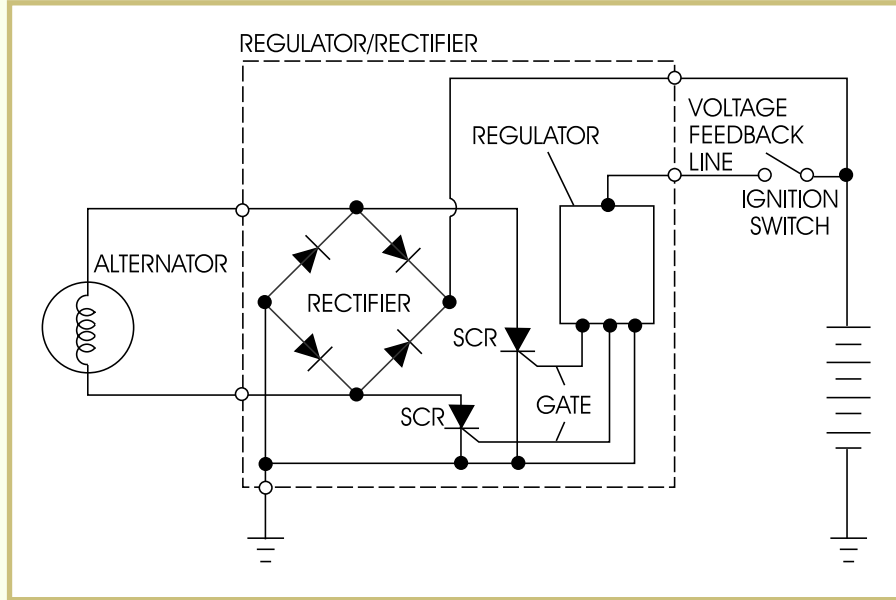 REGULATOR/RECTIFIER
VOLTAGE
FEEDBACK
LINE
REGULATOR
IGNITION
SWITCH
ALTERNATOR
RECTIFIER
SCR
GATE
SCR